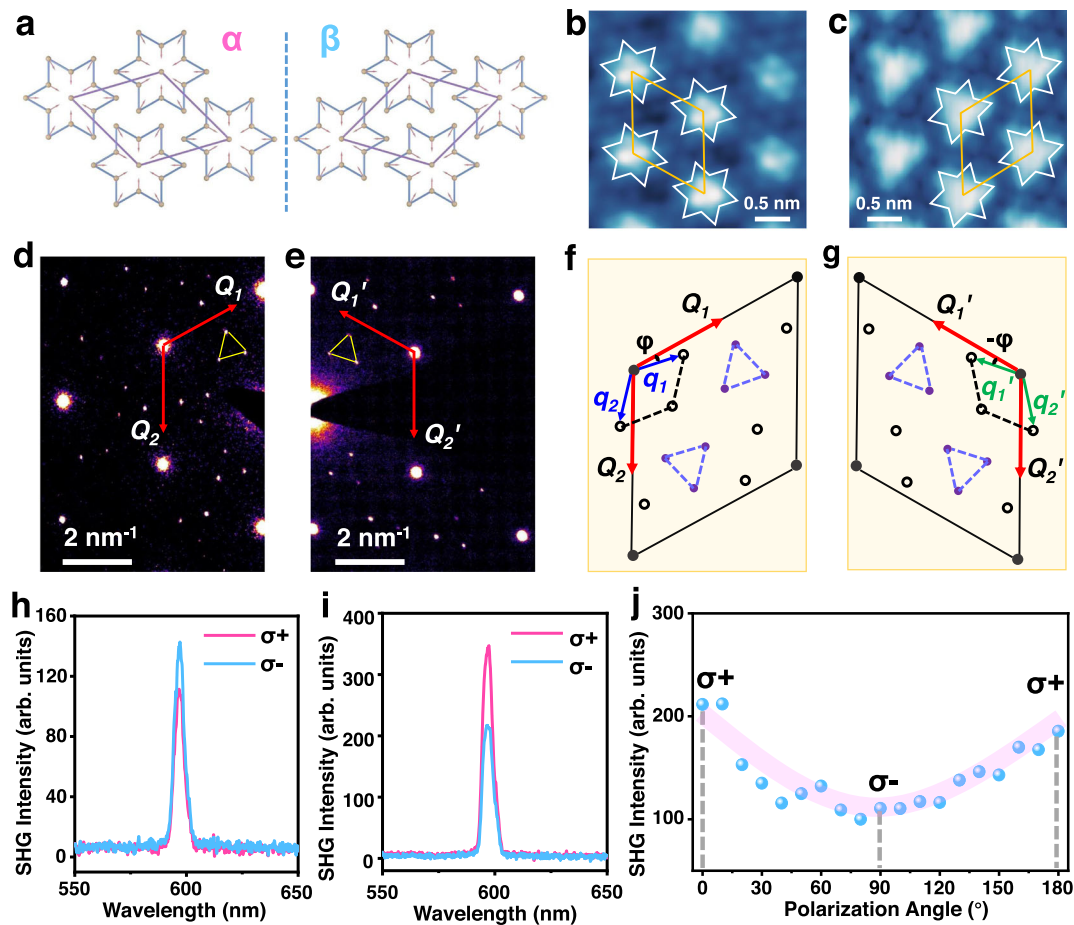 a
α
β
b
0.5 nm
c
0.5 nm
d
Q1
Q2
2 nm-1
e
Q1'
Q2'
2 nm-1
f
Q1
φ
q1
q2
Q2
g
Q1'
-φ
q1'
q2'
Q2'
h
SHG Intensity (arb. units)
160
120
80
40
0
σ+
σ-
550
600
650
Wavelength (nm)
i
SHG Intensity (arb. units)
400
300
200
100
0
σ+
σ-
550
600
650
Wavelength (nm)
j
SHG Intensity (arb. units)
300
200
100
σ+
σ-
σ+
0
30
60
90
120
150
180
Polarization Angle (°)